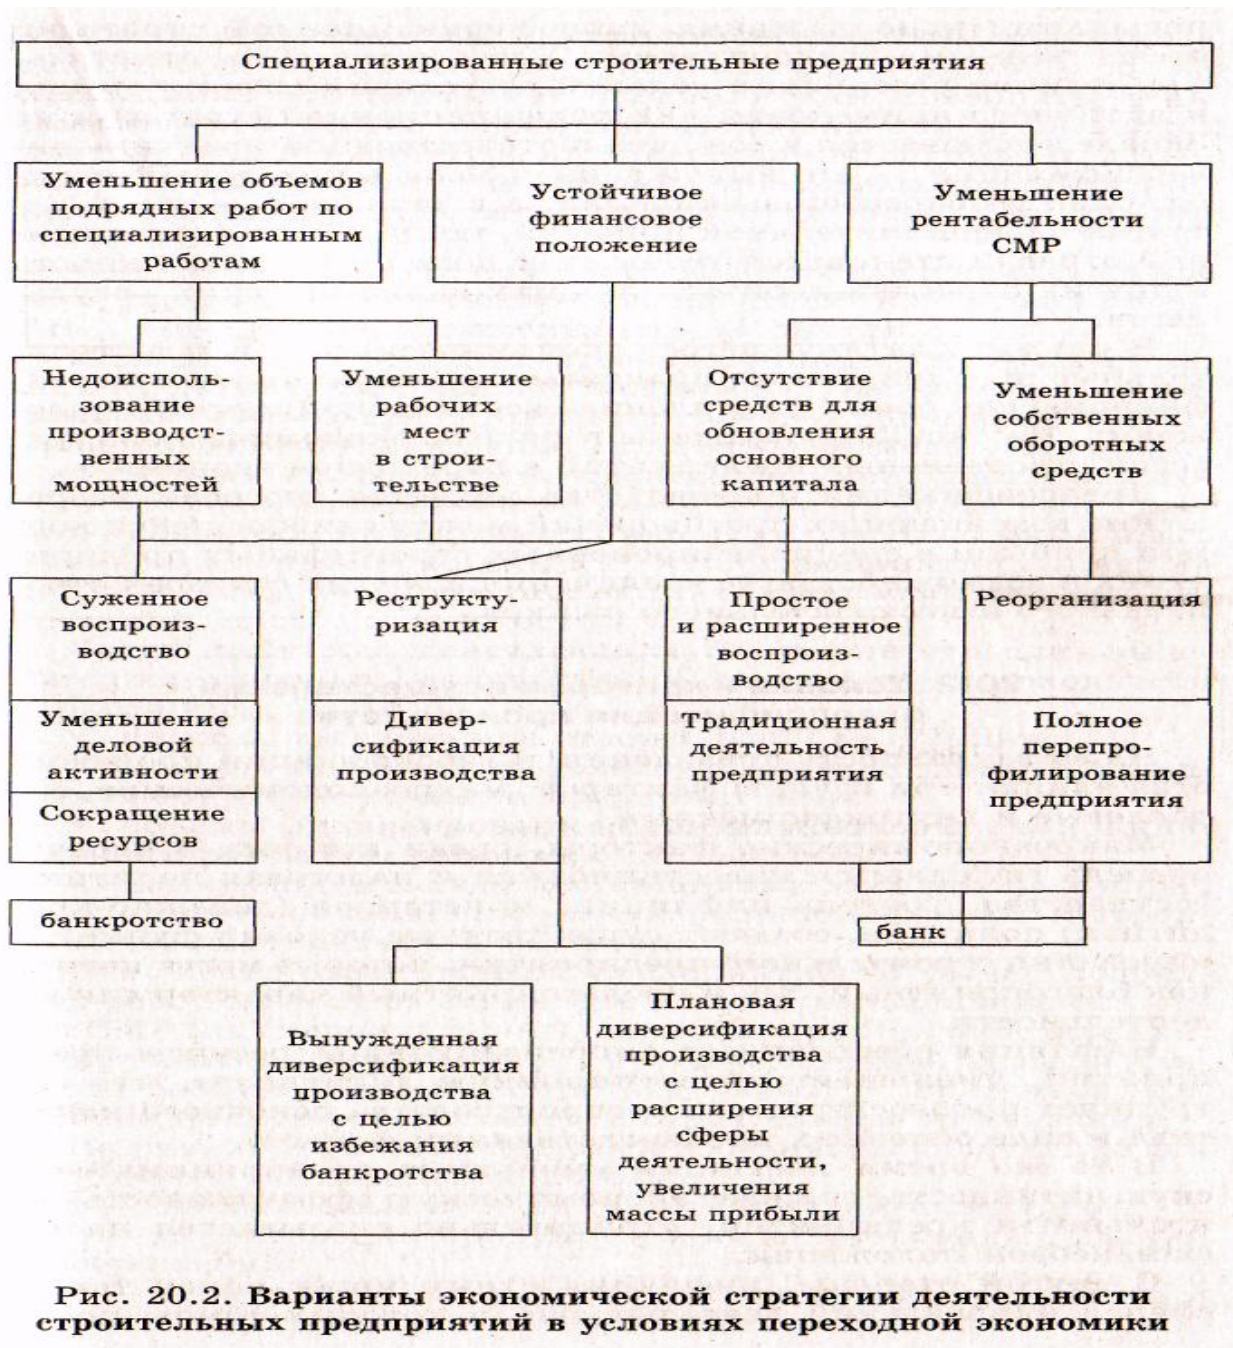 Специализированные строительные предприятия
Уменьшение объемов
подрядных работ по
специализированным
работам
Устойчивое
финансовое
положение
Уменьшение
рентабельности
СМР
Недоисполь-
зование
производст-
венных
мощностей
Уменьшение
рабочих
мест
в строи-
тельстве
Отсутствие
средств для
обновления
основного
капитала
Уменьшение
собственных
оборотных
средств
Суженное
воспроиз-
водство
Реструкту-
ризация
Простое
и расширенное
воспроиз-
водство
Реорганизация
Уменьшение
деловой
активности
Дивер-
сификация
производства
Традиционная
деятельность
предприятия
Полное
перепро-
филирование
предприятия
Сокращение
ресурсов
банкротство
банк
Вынужденная
диверсификация
производства
с целью
избежания
банкротства
Плановая
диверсификация
производства
с целью
расширения
сферы
деятельности,
увеличения
массы прибыли
Рис. 20.2. Варианты экономической стратегии деятельности
строительных предприятий в условиях переходной экономики